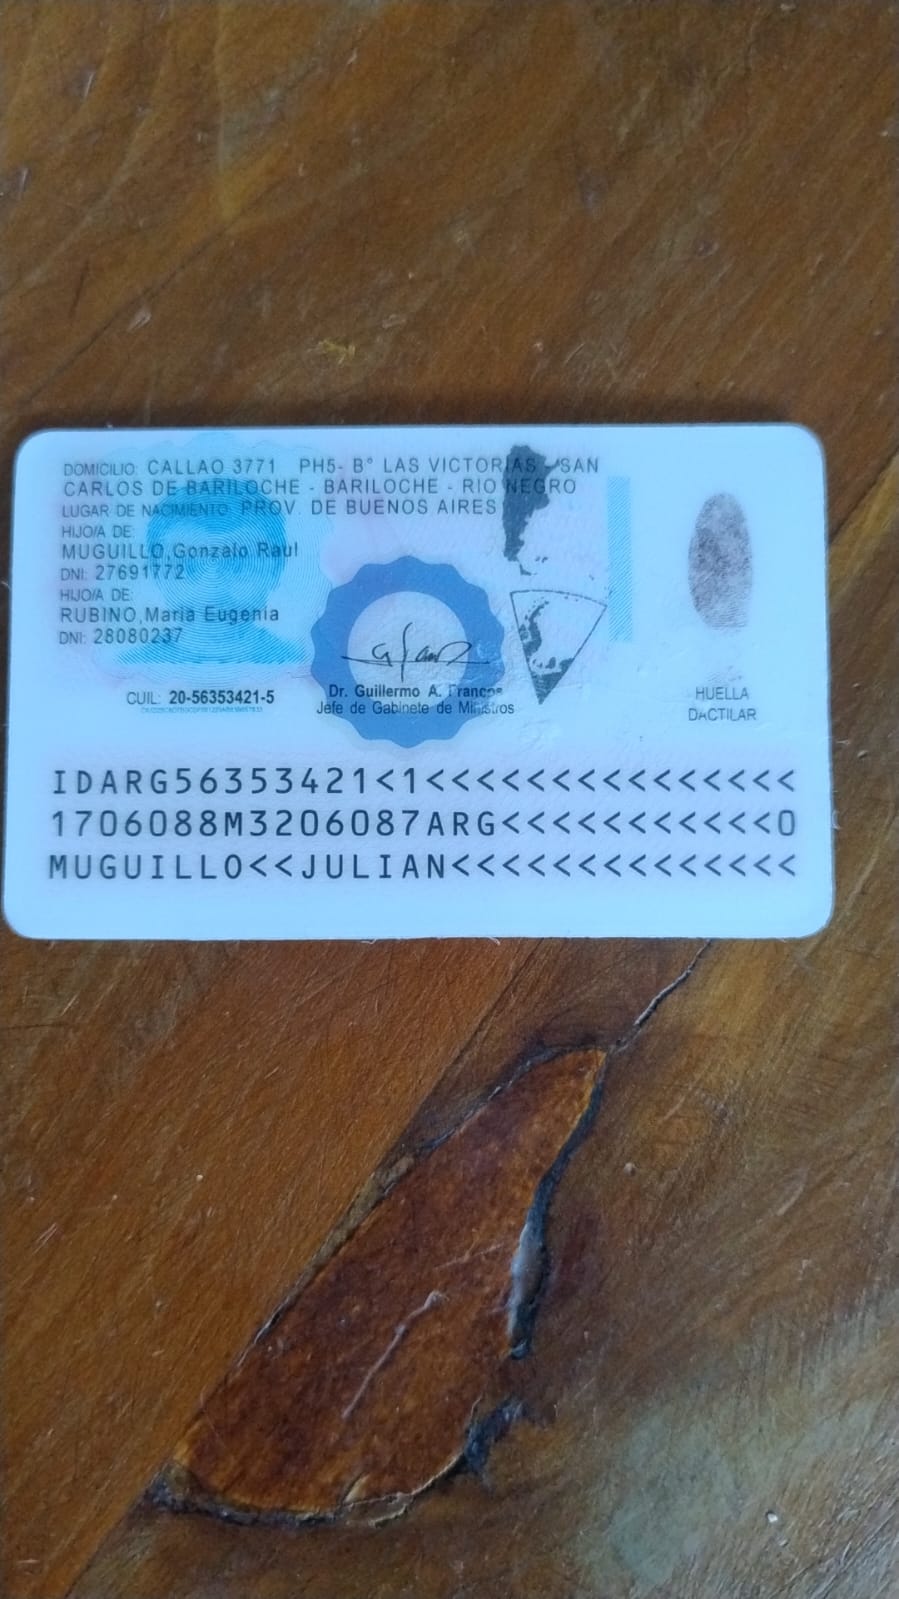 DOMICILIO: CALLAO 3771 PH5- B° LAS VICTORIAS - SAN
CARLOS DE BARILOCHE - BARILOCHE - RIO NEGRO
LUGAR DE NACIMIENTO: PROV. DE BUENOS AIRES
HIJO/A DE:
MUGUILLO,Gonzalo Raul
DNI: 27691772
HIJO/A DE:
RUBINO,Maria Eugenia
DNI: 28080237
CUIL: 20-56353421-5
Dr. Guillermo A. Francos
Jefe de Gabinete de Ministros
HUELLA
DACTILAR
IDARG56353421<1<<<<<<<<<<<<<<<
1706088M3206087ARG<<<<<<<<<<<0
MUGUILLO<<JULIAN<<<<<<<<<<<<<<